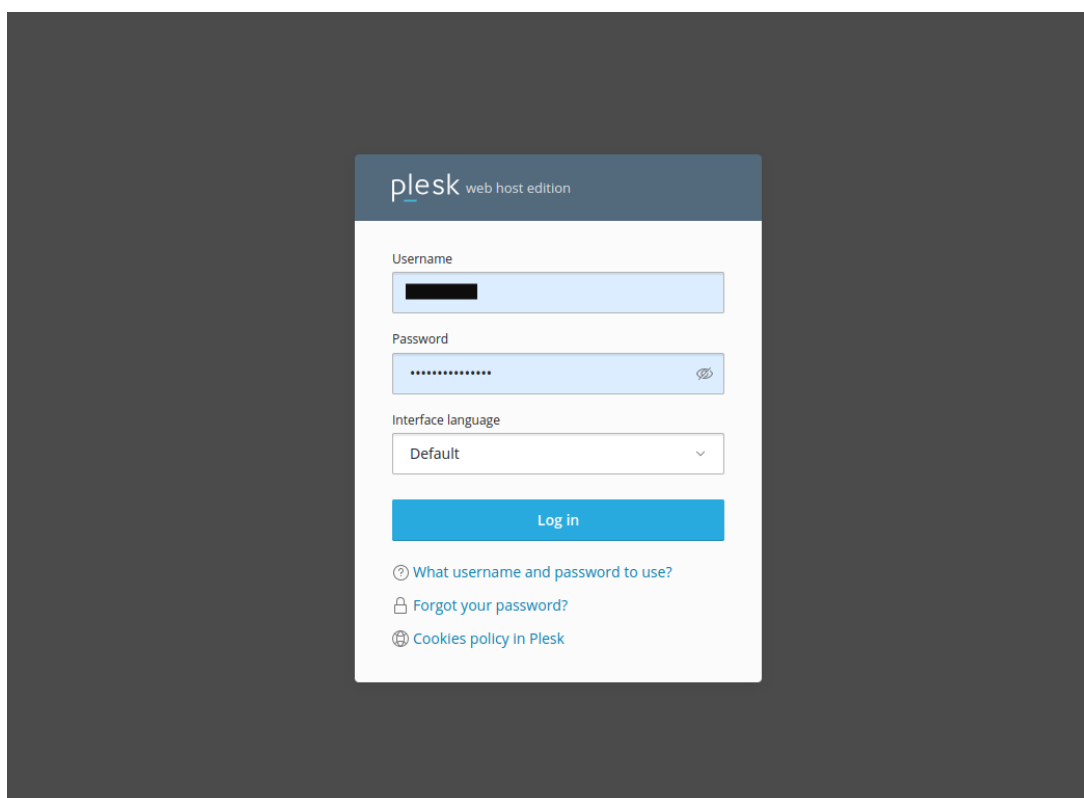 plesk web host edition
Username
Password
•••••••••••••••
Interface language
Default
Log in
What username and password to use?
Forgot your password?
Cookies policy in Plesk